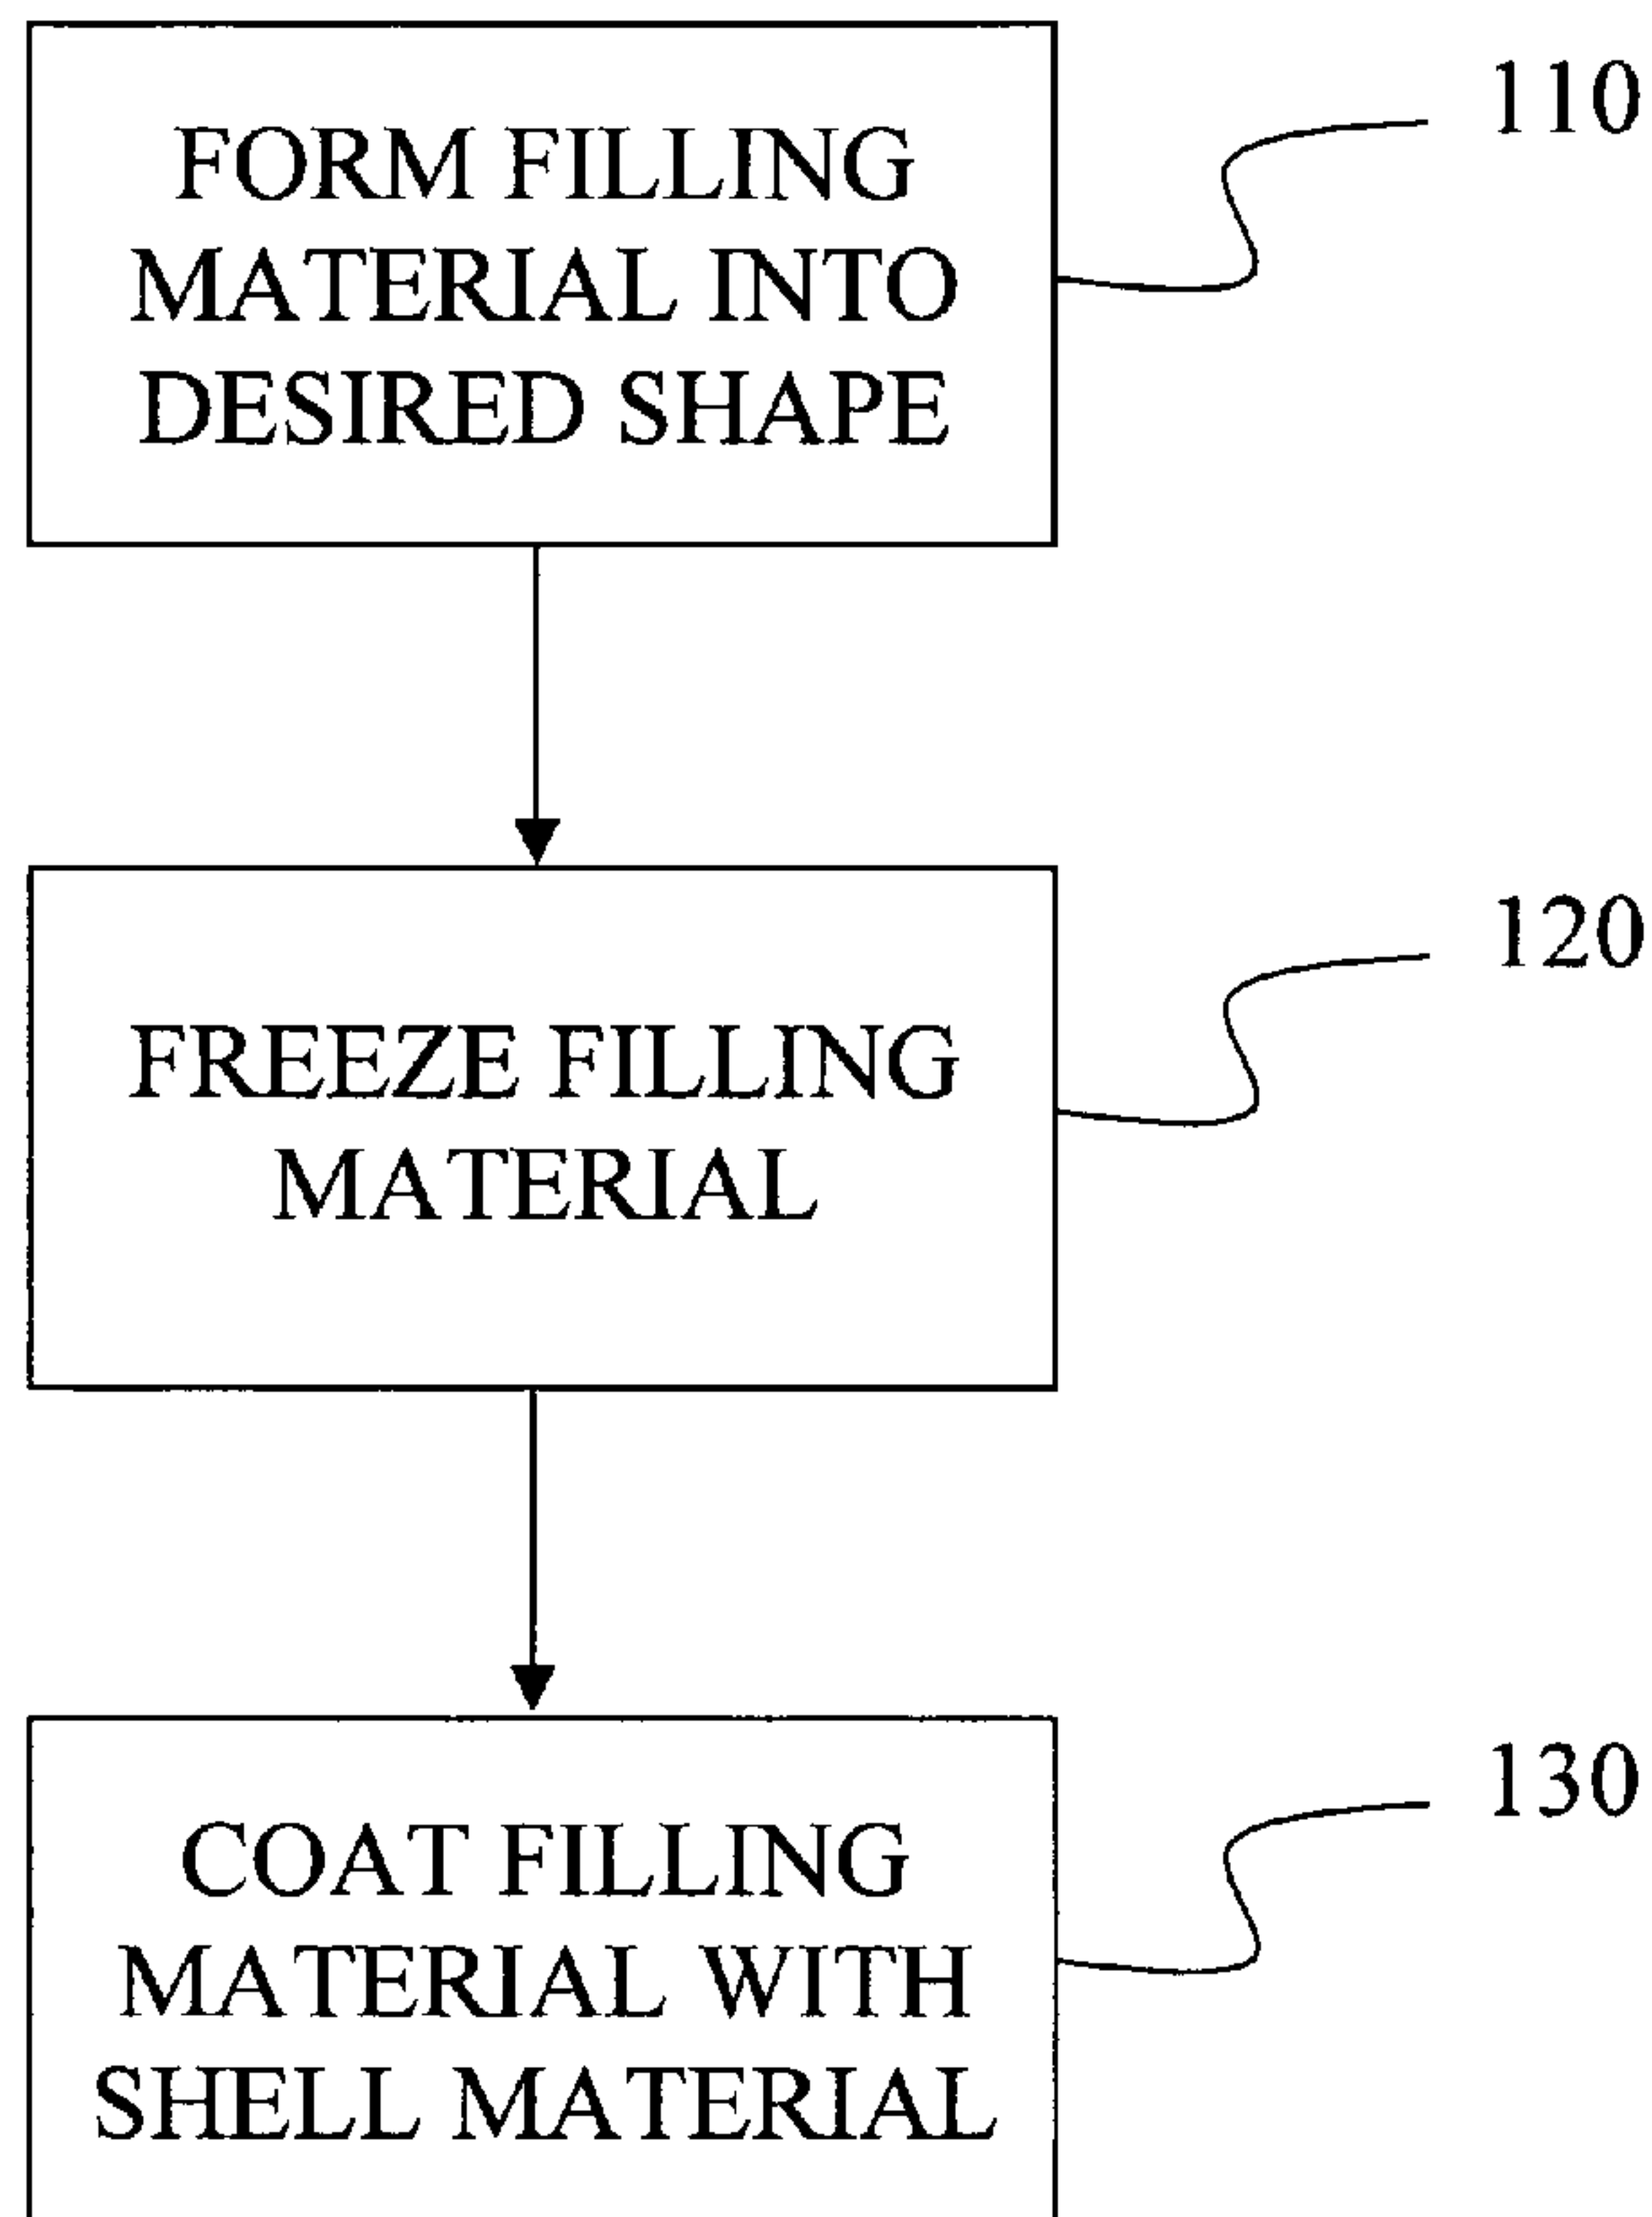 FORM FILLING
MATERIAL INTO
DESIRED SHAPE
110
FREEZE FILLING
MATERIAL
120
COAT FILLING
MATERIAL WITH
SHELL MATERIAL
130